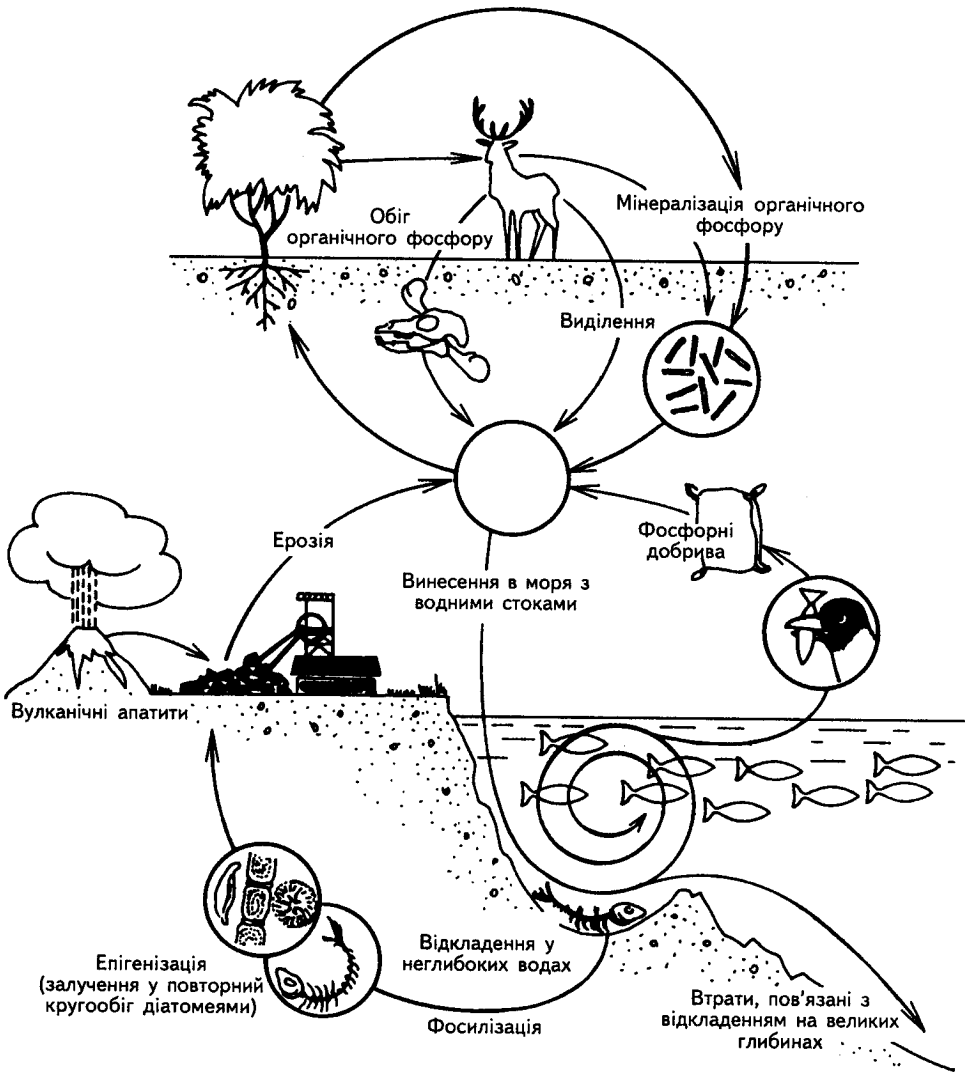 Мінералізація органічного
фосфору
Обіг
органічного фосфору
Виділення
Фосфорні
добрива
Ерозія
Винесення в моря з
водними стоками
Вулканічні апатити
Відкладення у
неглибоких водах
Епігенізація
(залучення у повторний
кругообіг діатомеями)
Фосилізація
Втрати, пов'язані з
відкладенням на великих
глибинах